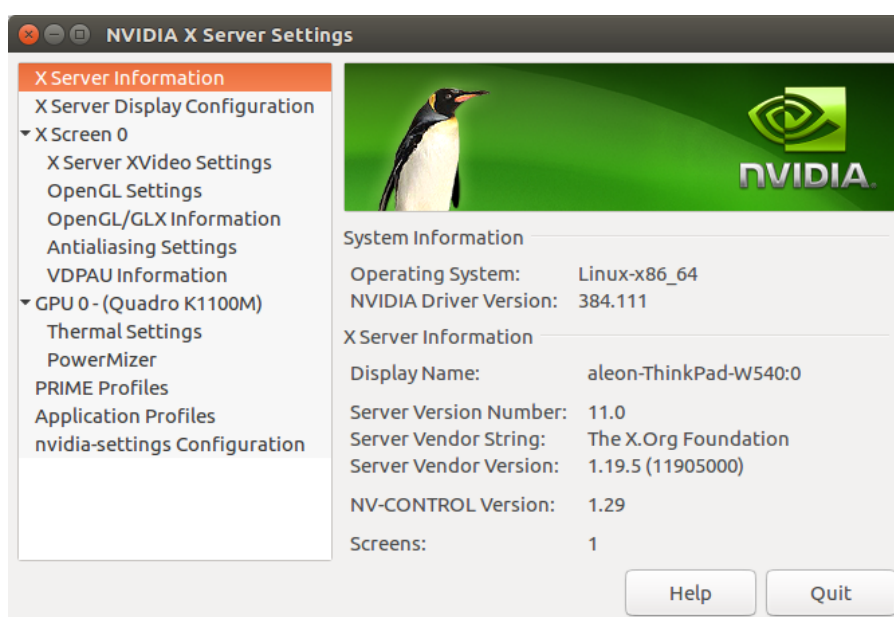 NVIDIA X Server Settings
X Server Information
X Server Display Configuration
X Screen 0
X Server XVideo Settings
OpenGL Settings
OpenGL/GLX Information
Antialiasing Settings
VDPAU Information
GPU 0 - (Quadro K1100M)
Thermal Settings
PowerMizer
PRIME Profiles
Application Profiles
nvidia-settings Configuration
NVIDIA.
System Information
Operating System: Linux-x86_64
NVIDIA Driver Version: 384.111
X Server Information
Display Name: aleon-ThinkPad-W540:0
Server Version Number: 11.0
Server Vendor String: The X.Org Foundation
Server Vendor Version: 1.19.5 (11905000)
NV-CONTROL Version: 1.29
Screens: 1
Help Quit